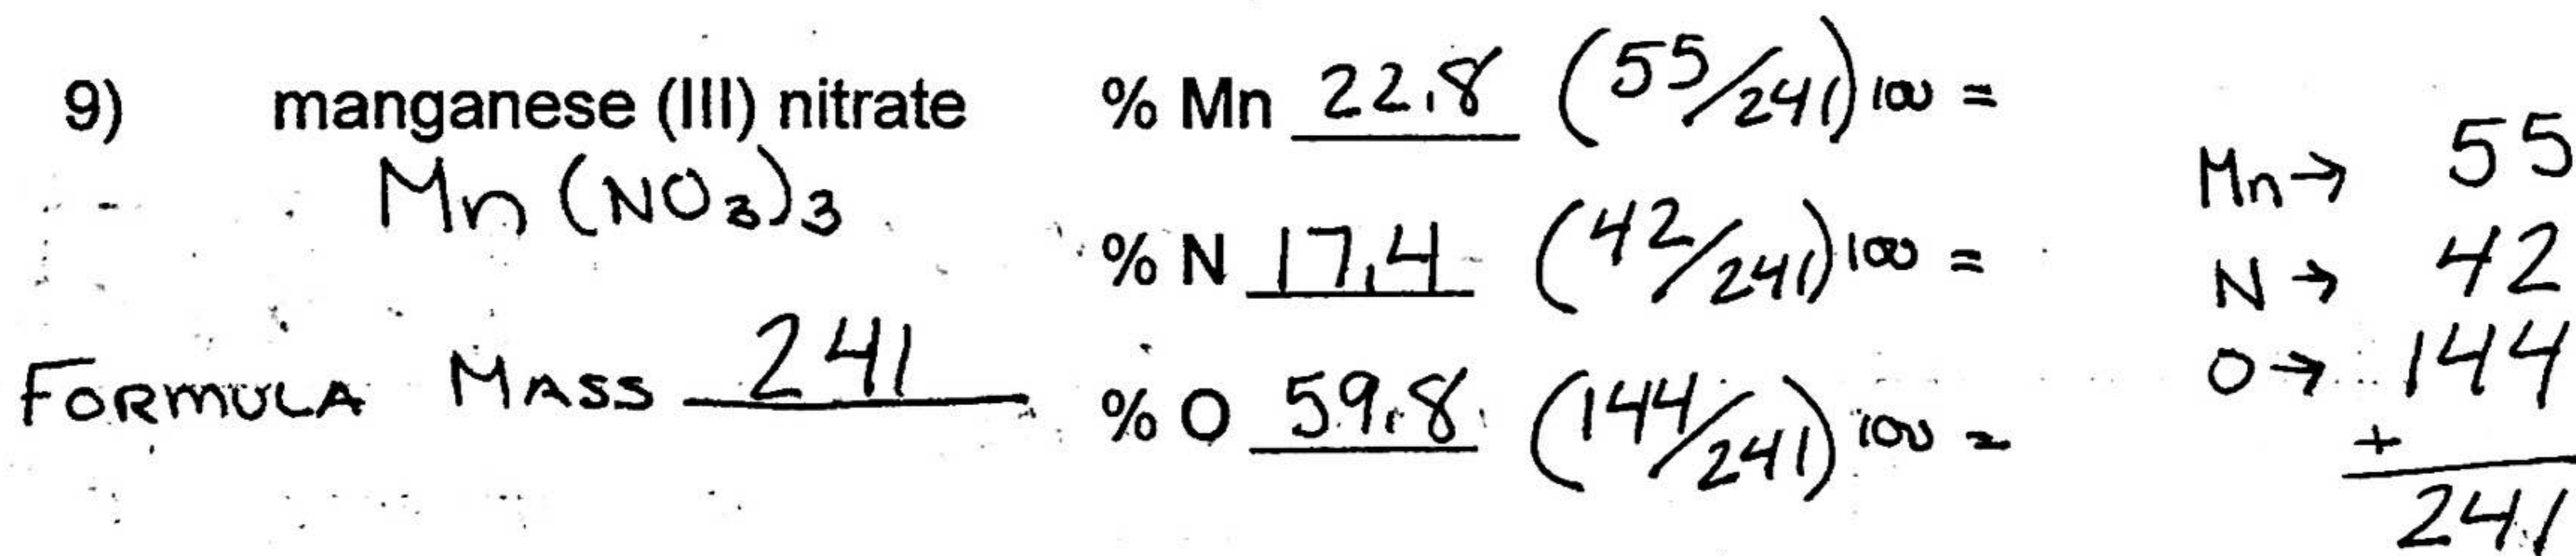 9) manganese (III) nitrate % Mn 22.8 (55/241)100 =
Mn → 55
Mn (NO3)3
% N 17.4 (42/241)100 =
N → 42
FORMULA MASS 241
% O 59.8 (144/241)100 =
O → 144
+
241